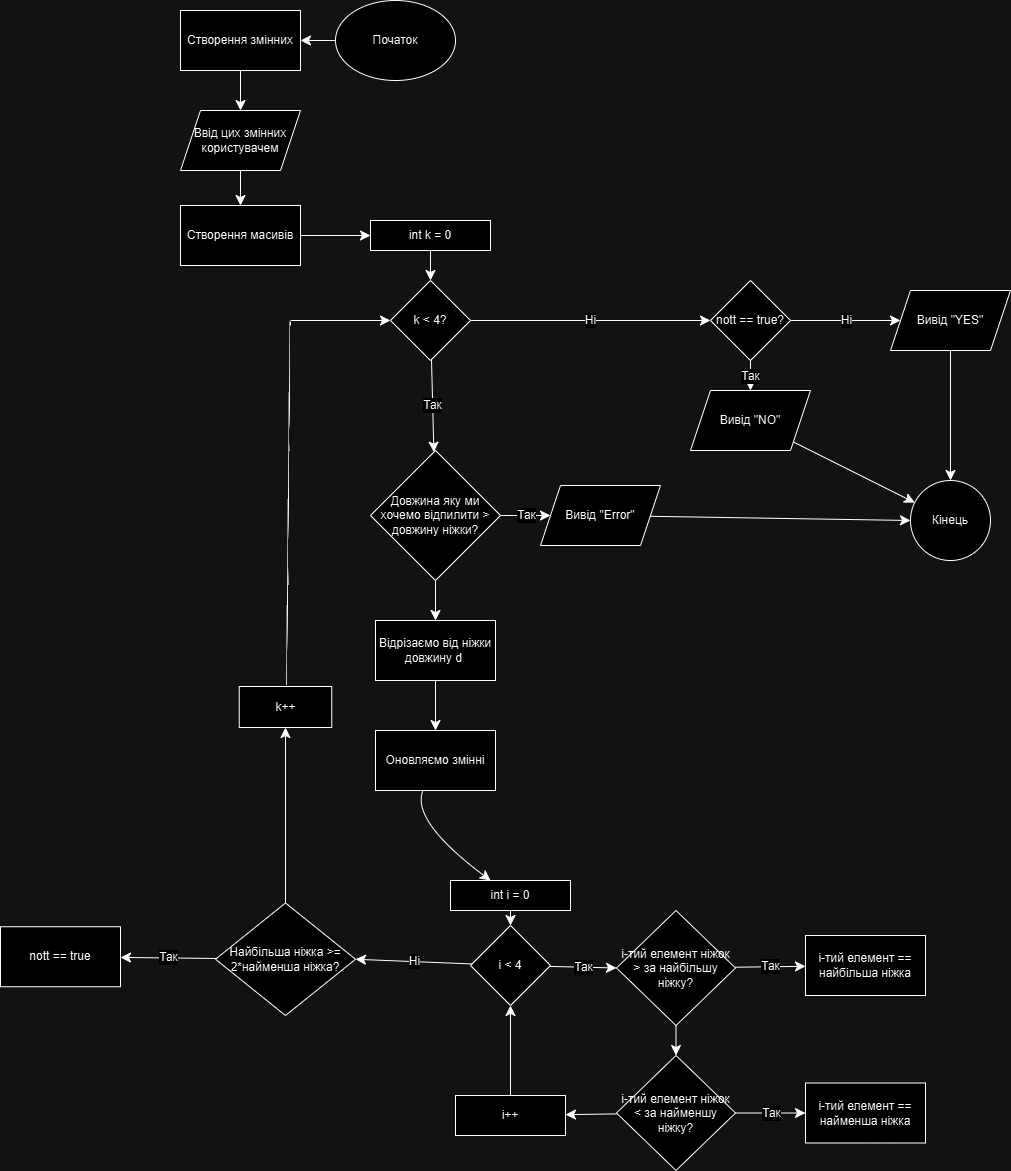 Початок
Створення змінних
Ввід цих змінних
користувачем
Створення масивів
int k = 0
k < 4?
Ні
nott == true?
Ні
Вивід "YES"
Так
Вивід "NO"
Так
Довжина яку ми
хочемо відпилити >
довжину ніжки?
Так
Вивід "Error"
Кінець
Відрізаємо від ніжки
довжину d
k++
Оновляємо змінні
int i = 0
i < 4
Ні
Так
Найбільша ніжка >=
2*найменша ніжка?
Так
nott == true
і-тий елемент ніжок
> за найбільшу
ніжку?
Так
і-тий елемент ==
найбільша ніжка
і-тий елемент ніжок
< за найменшу
ніжку?
Так
і-тий елемент ==
найменша ніжка
i++